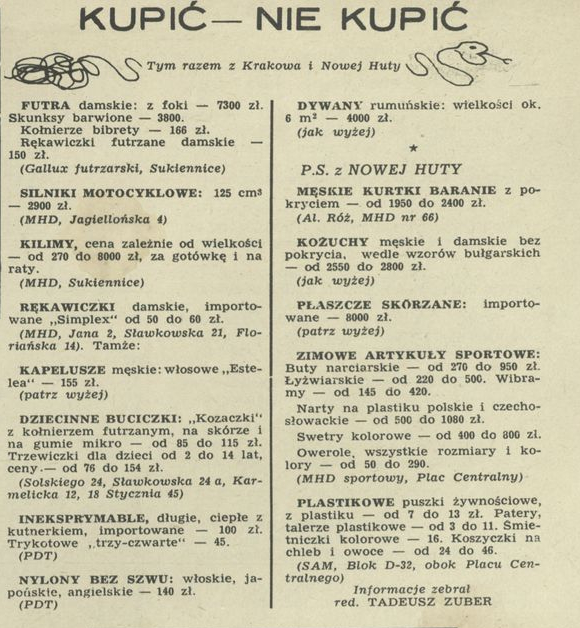 KUPIĆ — NIE KUPIĆ
Tym razem z Krakowa i Nowej Huty
FUTRA damskie: z foki — 7300 zł.
Skunksy barwione — 3800.
Kołnierze bibrety — 166 zł.
Rękawiczki futrzane damskie —
150 zł.
(Gallux futrzarski, Sukiennice)
SILNIKI MOTOCYKLOWE: 125 cm³
— 2900 zł.
(MHD, Jagiellońska 4)
KILIMY, cena zależnie od wielkości
— od 270 do 8000 zł, za gotówkę i na
raty.
(MHD, Sukiennice)
RĘKAWICZKI damskie, importo-
wane „Simplex" od 50 do 60 zł.
(MHD, Jana 2, Sławkowska 21, Flo-
riańska 14). Tamże:
KAPELUSZE męskie: włosowe „Este-
lea" — 155 zł.
(patrz wyżej)
DZIECINNE BUCICZKI: „Kozaczki"
z kołnierzem futrzanym, na skórze i
na gumie mikro — od 85 do 115 zł.
Trzewiczki dla dzieci od 2 do 14 lat,
ceny.— od 76 do 154 zł.
(Solskiego 24, Sławkowska 24 a, Kar-
melicka 12, 18 Stycznia 45)
INEKSPRYMABLE, długie, ciepłe z
kutnerkiem, importowane — 100 zł.
Trykotowe „trzy-czwarte" — 45.
(PDT)
NYLONY BEZ SZWU: włoskie, ja-
pońskie, angielskie — 140 zł.
(PDT)
DYWANY rumuńskie: wielkości ok.
6 m² — 4000 zł.
(jak wyżej)
★
P.S. z NOWEJ HUTY
MĘSKIE KURTKI BARANIE z po-
kryciem — od 1950 do 2400 zł.
(Al. Róż, MHD nr 66)
KOŻUCHY męskie i damskie bez
pokrycia, wedle wzorów bułgarskich
— od 2550 do 2800 zł.
(jak wyżej)
PŁASZCZE SKÓRZANE: importo-
wane — 8000 zł.
(patrz wyżej)
ZIMOWE ARTYKUŁY SPORTOWE:
Buty narciarskie — od 270 do 950 zł.
Łyżwiarskie — od 220 do 500. Wibra-
my — od 145 do 420.
Narty na plastiku polskie i czecho-
słowackie — od 500 do 1080 zł.
Swetry kolorowe — od 400 do 800 zł.
Owerole, wszystkie rozmiary i ko-
lory — od 50 do 290.
(MHD sportowy, Plac Centralny)
PLASTIKOWE puszki żywnościowe,
z plastiku — od 7 do 13 zł. Patery,
talerze plastikowe — od 3 do 11. Śmie-
tniczki kolorowe — 16. Koszyczki na
chleb i owoce — od 24 do 46.
(SAM, Blok D-32, obok Placu Cen-
tralnego)
Informacje zebrał
red. TADEUSZ ZUBER